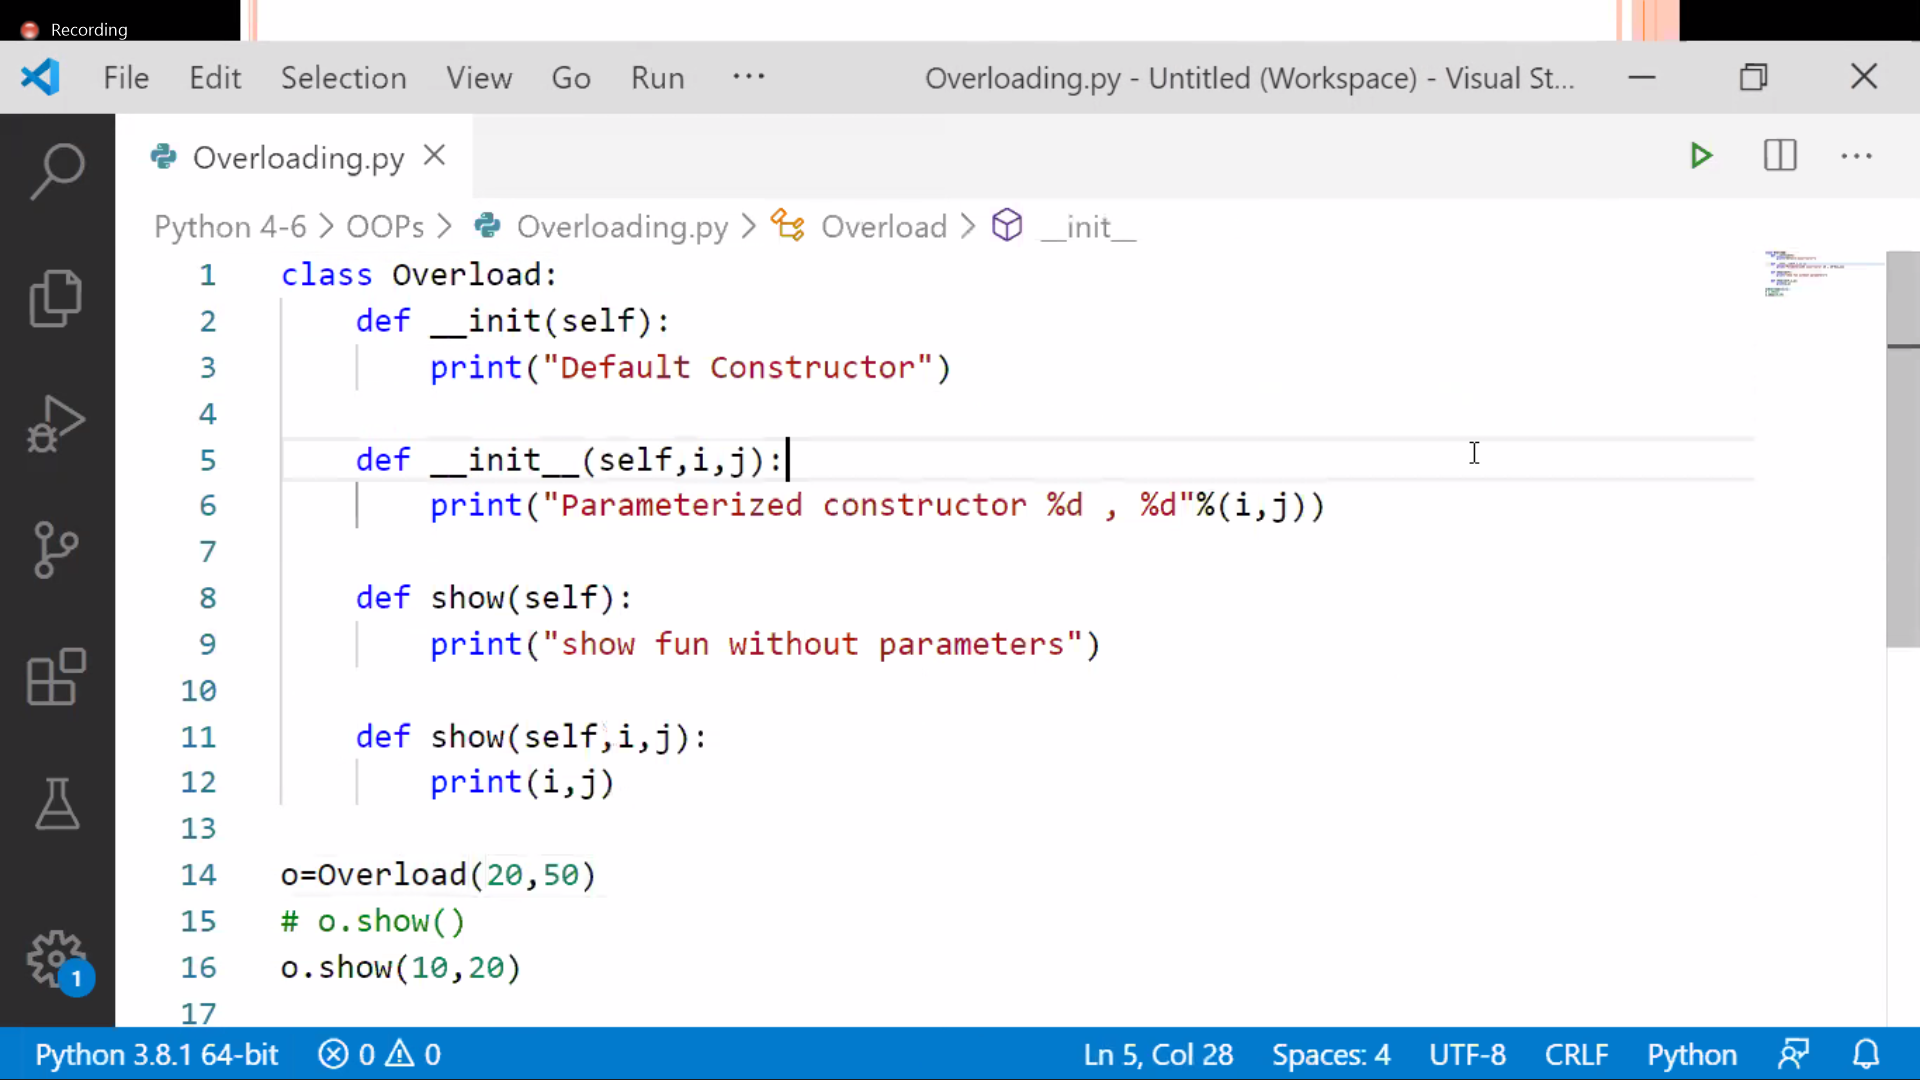 Recording
File Edit Selection View Go Run ··· Overloading.py - Untitled (Workspace) - Visual St...
Overloading.py
Python 4-6 > OOPs > Overloading.py > Overload > __init__
1 class Overload:
2     def __init(self):
3         print("Default Constructor")
4
5     def __init__(self,i,j):
6         print("Parameterized constructor %d , %d"%(i,j))
7
8     def show(self):
9         print("show fun without parameters")
10
11     def show(self,i,j):
12         print(i,j)
13
14 o=Overload(20,50)
15 # o.show()
16 o.show(10,20)
17
1
Python 3.8.1 64-bit 0 0 Ln 5, Col 28 Spaces: 4 UTF-8 CRLF Python